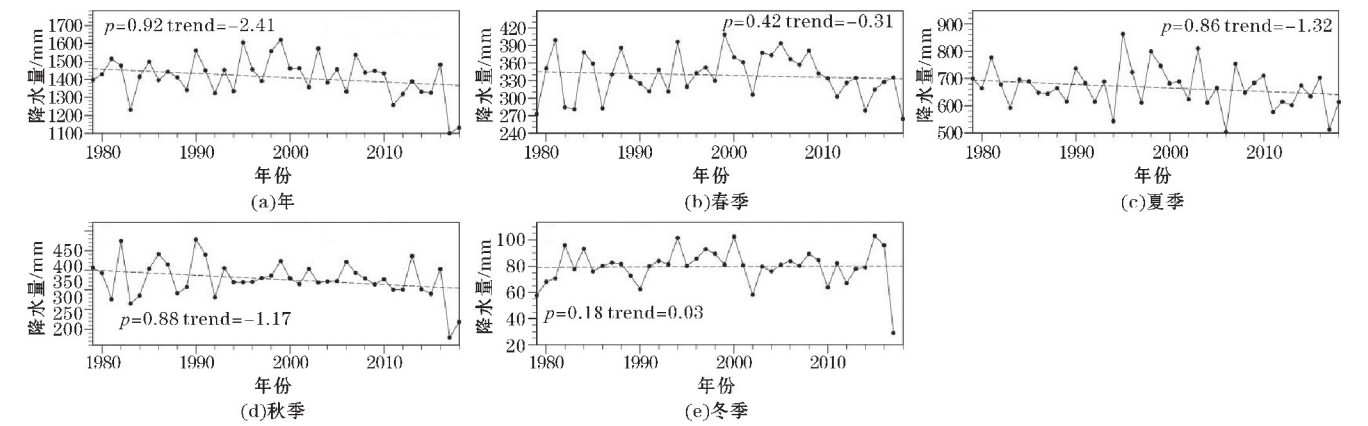 降水量/mm
1700
1600
1500
1400
1300
1200
1100
p=0.92 trend=−2.41
1980
1990
2000
2010
年份
(a)年
降水量/mm
420
390
360
330
300
270
240
p=0.42 trend=−0.31
1980
1990
2000
2010
年份
(b)春季
降水量/mm
900
800
700
600
500
p=0.86 trend=−1.32
1980
1990
2000
2010
年份
(c)夏季
降水量/mm
450
400
350
300
250
200
p=0.88 trend=−1.17
1980
1990
2000
2010
年份
(d)秋季
降水量/mm
100
80
60
40
20
p=0.18 trend=0.03
1980
1990
2000
2010
年份
(e)冬季